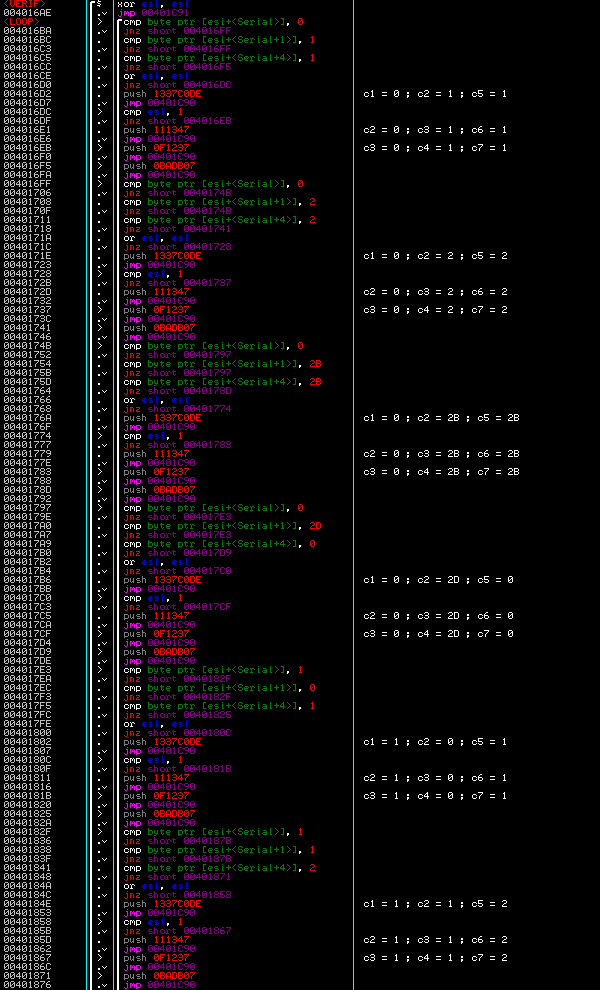 <VERIF> xor esi, esi
004016AE jmp 00401C91
<LOOP> cmp byte ptr [esi+<Serial>], 0
004016BA jnz short 004016FF
004016BC cmp byte ptr [esi+<Serial+1>], 1
004016C3 jnz short 004016FF
004016C5 cmp byte ptr [esi+<Serial+4>], 1
004016CC jnz short 004016F5
004016CE or esi, esi
004016D0 jnz short 004016DC
004016D2 push 1337C0DE c1 = 0 ; c2 = 1 ; c5 = 1
004016D7 jmp 00401C90
004016DC cmp esi, 1
004016DF jnz short 004016EB
004016E1 push 111347 c2 = 0 ; c3 = 1 ; c6 = 1
004016E6 jmp 00401C90
004016EB push 0F1237 c3 = 0 ; c4 = 1 ; c7 = 1
004016F0 jmp 00401C90
004016F5 push 0BADB07
004016FA jmp 00401C90
004016FF cmp byte ptr [esi+<Serial>], 0
00401706 jnz short 0040174B
00401708 cmp byte ptr [esi+<Serial+1>], 2
0040170F jnz short 0040174B
00401711 cmp byte ptr [esi+<Serial+4>], 2
00401718 jnz short 00401741
0040171A or esi, esi
0040171C jnz short 00401728
0040171E push 1337C0DE c1 = 0 ; c2 = 2 ; c5 = 2
00401723 jmp 00401C90
00401728 cmp esi, 1
0040172B jnz short 00401737
0040172D push 111347 c2 = 0 ; c3 = 2 ; c6 = 2
00401732 jmp 00401C90
00401737 push 0F1237 c3 = 0 ; c4 = 2 ; c7 = 2
0040173C jmp 00401C90
00401741 push 0BADB07
00401746 jmp 00401C90
0040174B cmp byte ptr [esi+<Serial>], 0
00401752 jnz short 00401797
00401754 cmp byte ptr [esi+<Serial+1>], 2B
0040175B jnz short 00401797
0040175D cmp byte ptr [esi+<Serial+4>], 2B
00401764 jnz short 0040178D
00401766 or esi, esi
00401768 jnz short 00401774
0040176A push 1337C0DE c1 = 0 ; c2 = 2B ; c5 = 2B
0040176F jmp 00401C90
00401774 cmp esi, 1
00401777 jnz short 00401783
00401779 push 111347 c2 = 0 ; c3 = 2B ; c6 = 2B
0040177E jmp 00401C90
00401783 push 0F1237 c3 = 0 ; c4 = 2B ; c7 = 2B
00401788 jmp 00401C90
0040178D push 0BADB07
00401792 jmp 00401C90
00401797 cmp byte ptr [esi+<Serial>], 0
0040179E jnz short 004017E3
004017A0 cmp byte ptr [esi+<Serial+1>], 2D
004017A7 jnz short 004017E3
004017A9 cmp byte ptr [esi+<Serial+4>], 0
004017B0 jnz short 004017D9
004017B2 or esi, esi
004017B4 jnz short 004017C0
004017B6 push 1337C0DE c1 = 0 ; c2 = 2D ; c5 = 0
004017BB jmp 00401C90
004017C0 cmp esi, 1
004017C3 jnz short 004017CF
004017C5 push 111347 c2 = 0 ; c3 = 2D ; c6 = 0
004017CA jmp 00401C90
004017CF push 0F1237 c3 = 0 ; c4 = 2D ; c7 = 0
004017D4 jmp 00401C90
004017D9 push 0BADB07
004017DE jmp 00401C90
004017E3 cmp byte ptr [esi+<Serial>], 1
004017EA jnz short 0040182F
004017EC cmp byte ptr [esi+<Serial+1>], 0
004017F3 jnz short 0040182F
004017F5 cmp byte ptr [esi+<Serial+4>], 1
004017FC jnz short 00401825
004017FE or esi, esi
00401800 jnz short 0040180C
00401802 push 1337C0DE c1 = 1 ; c2 = 0 ; c5 = 1
00401807 jmp 00401C90
0040180C cmp esi, 1
0040180F jnz short 0040181B
00401811 push 111347 c2 = 1 ; c3 = 0 ; c6 = 1
00401816 jmp 00401C90
0040181B push 0F1237 c3 = 1 ; c4 = 0 ; c7 = 1
00401820 jmp 00401C90
00401825 push 0BADB07
0040182A jmp 00401C90
0040182F cmp byte ptr [esi+<Serial>], 1
00401836 jnz short 0040187B
00401838 cmp byte ptr [esi+<Serial+1>], 1
0040183F jnz short 0040187B
00401841 cmp byte ptr [esi+<Serial+4>], 2
00401848 jnz short 00401871
0040184A or esi, esi
0040184C jnz short 00401858
0040184E push 1337C0DE c1 = 1 ; c2 = 1 ; c5 = 2
00401853 jmp 00401C90
00401858 cmp esi, 1
0040185B jnz short 00401867
0040185D push 111347 c2 = 1 ; c3 = 1 ; c6 = 2
00401862 jmp 00401C90
00401867 push 0F1237 c3 = 1 ; c4 = 1 ; c7 = 2
0040186C jmp 00401C90
00401871 push 0BADB07
00401876 jmp 00401C90